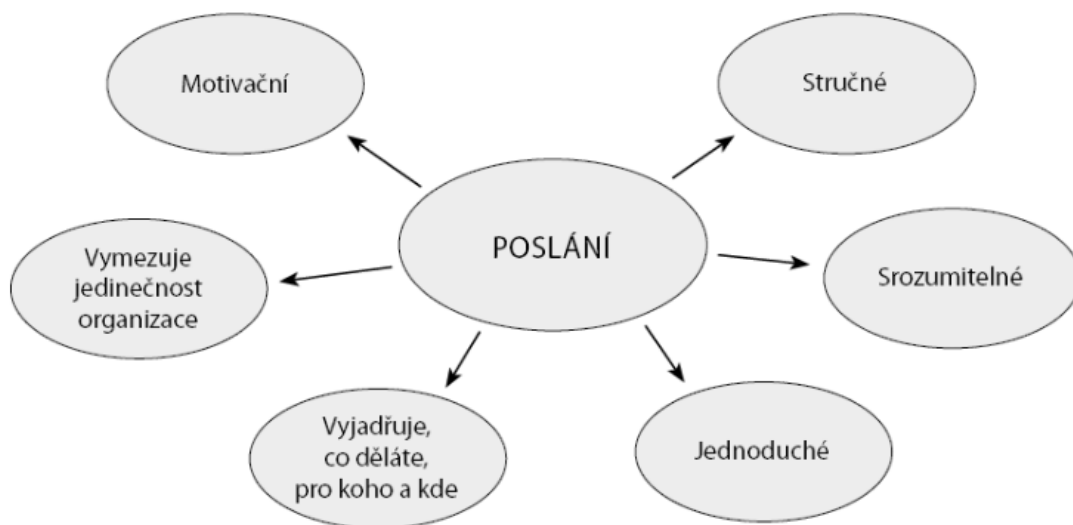 Motivační
Stručné
POSLÁNÍ
Vymezuje
jedinečnost
organizace
Srozumitelné
Vyjadřuje,
co děláte,
pro koho a kde
Jednoduché